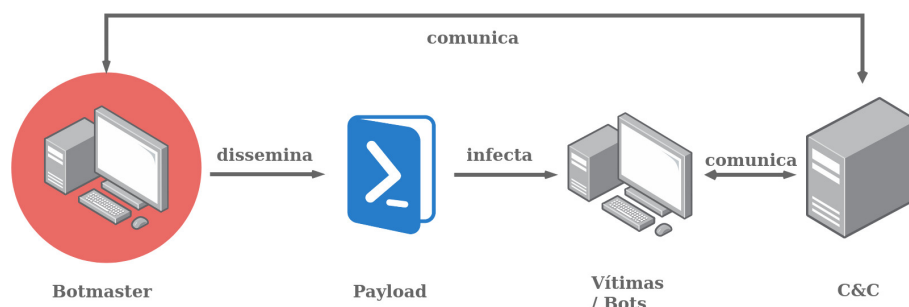 comunica
dissemina
infecta
comunica
Botmaster
Payload
Vítimas
/ Bots
C&C